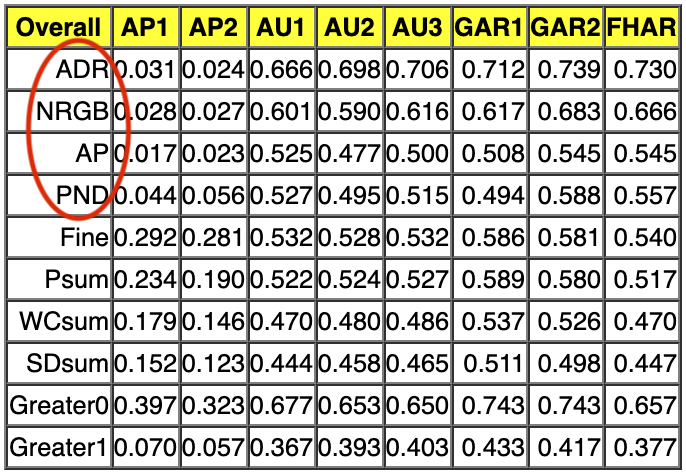 Overall AP1 AP2 AU1 AU2 AU3 GAR1 GAR2 FHAR
ADR 0.031 0.024 0.666 0.698 0.706 0.712 0.739 0.730
NRGB 0.028 0.027 0.601 0.590 0.616 0.617 0.683 0.666
AP 0.017 0.023 0.525 0.477 0.500 0.508 0.545 0.545
PND 0.044 0.056 0.527 0.495 0.515 0.494 0.588 0.557
Fine 0.292 0.281 0.532 0.528 0.532 0.586 0.581 0.540
Psum 0.234 0.190 0.522 0.524 0.527 0.589 0.580 0.517
WCsum 0.179 0.146 0.470 0.480 0.486 0.537 0.526 0.470
SDsum 0.152 0.123 0.444 0.458 0.465 0.511 0.498 0.447
Greater0 0.397 0.323 0.677 0.653 0.650 0.743 0.743 0.657
Greater1 0.070 0.057 0.367 0.393 0.403 0.433 0.417 0.377